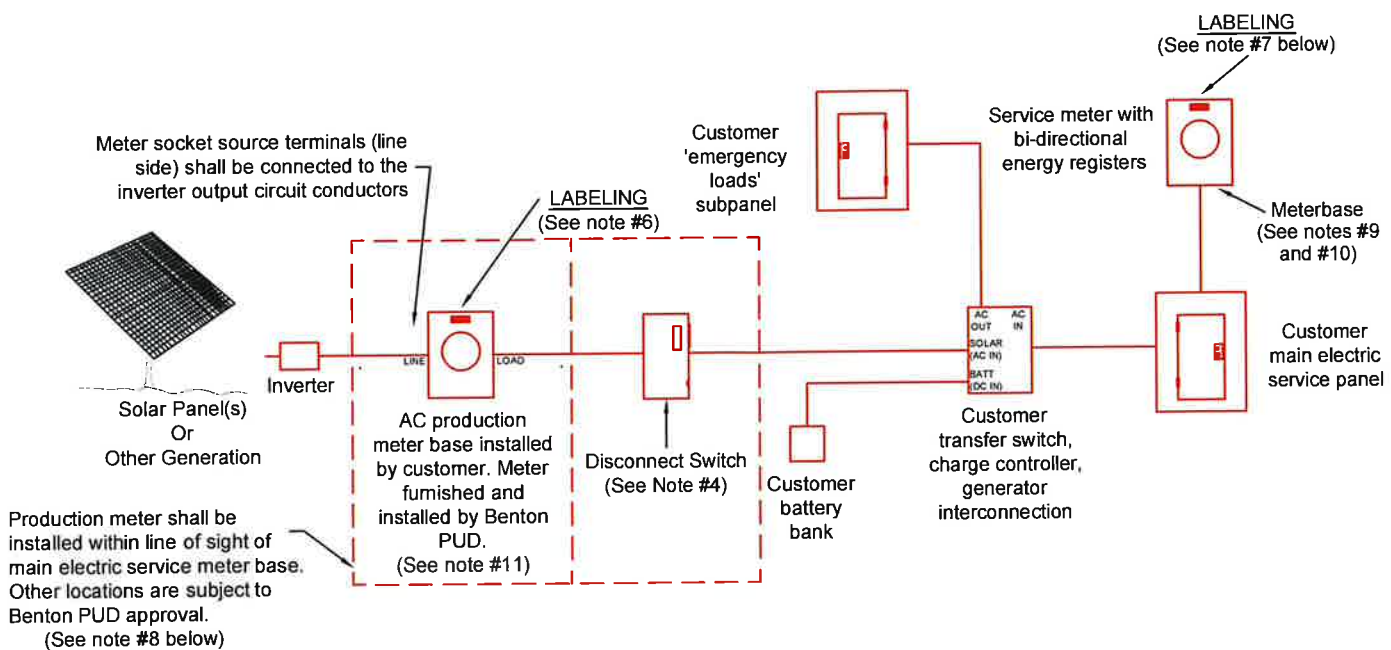 LABELING
(See note #7 below)
Meter socket source terminals (line
side) shall be connected to the
inverter output circuit conductors
Customer
'emergency
loads'
subpanel
Service meter with
bi-directional
energy registers
LABELING
(See note #6)
Meterbase
(See notes #9
and #10)
Solar Panel(s)
Or
Other Generation
Inverter
LINE
LOAD
AC production
meter base installed
by customer. Meter
furnished and
installed by Benton
PUD.
(See note #11)
Disconnect Switch
(See Note #4)
AC
OUT
AC
IN
SOLAR
(AC IN)
BATT
(DC IN)
Customer
battery
bank
Customer
transfer switch,
charge controller,
generator
interconnection
Customer
main electric
service panel
Production meter shall be
installed within line of sight of
main electric service meter base.
Other locations are subject to
Benton PUD approval.
(See note #8 below)